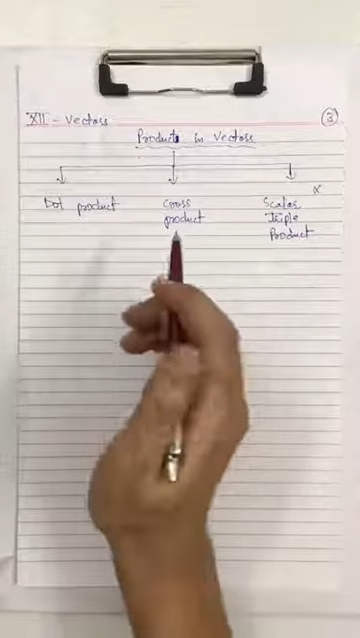 XII - Vectors
3
Products in Vectors
Dot product
Cross
product
x
Scalar
Triple
Product